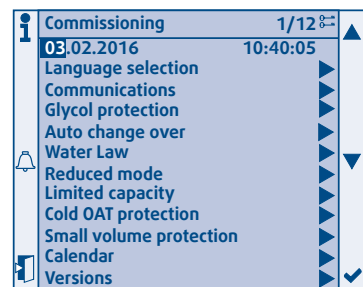 Commissioning 1/12
03.02.2016 10:40:05
Language selection
Communications
Glycol protection
Auto change over
Water Law
Reduced mode
Limited capacity
Cold OAT protection
Small volume protection
Calendar
Versions